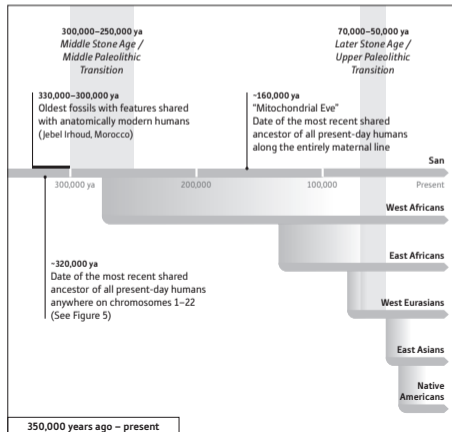 300,000–250,000 ya
Middle Stone Age /
Middle Paleolithic
Transition
70,000–50,000 ya
Later Stone Age /
Upper Paleolithic
Transition
330,000–300,000 ya
Oldest fossils with features shared
with anatomically modern humans
(Jebel Irhoud, Morocco)
~160,000 ya
"Mitochondrial Eve"
Date of the most recent shared
ancestor of all present-day humans
along the entirely maternal line
San
300,000 ya
200,000
100,000
Present
West Africans
East Africans
~320,000 ya
Date of the most recent shared
ancestor of all present-day humans
anywhere on chromosomes 1–22
(See Figure 5)
West Eurasians
East Asians
Native
Americans
350,000 years ago – present